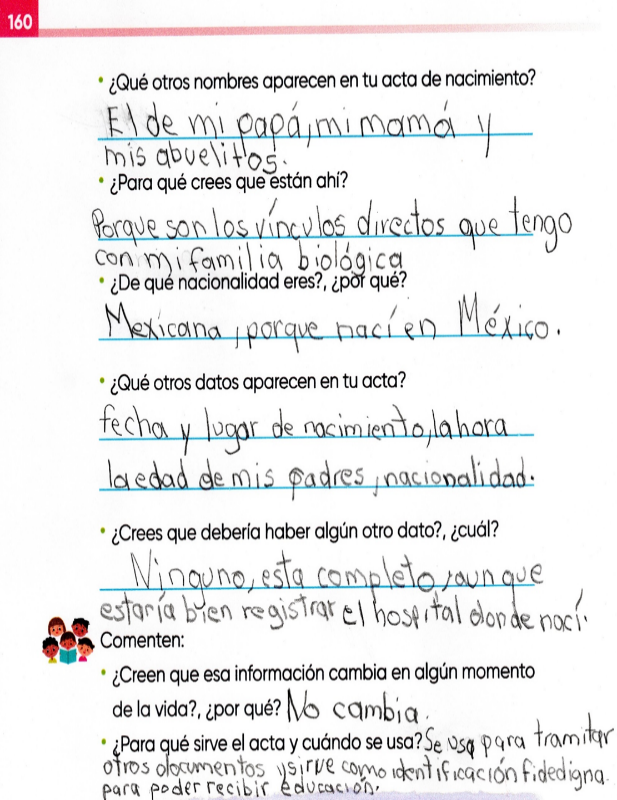 160
• ¿Qué otros nombres aparecen en tu acta de nacimiento?
El de mi papá, mi mamá y
mis abuelitos.
• ¿Para qué crees que están ahí?
Porque son los vínculos directos que tengo
con mi familia biológica
• ¿De qué nacionalidad eres?, ¿por qué?
Mexicana, porque nací en México.
• ¿Qué otros datos aparecen en tu acta?
fecha y lugar de nacimiento, la hora
la edad de mis padres, nacionalidad.
• ¿Crees que debería haber algún otro dato?, ¿cuál?
Ninguno, esta completo, aun que
estaría bien registrar el hospital donde nací.
Comenten:
• ¿Creen que esa información cambia en algún momento
de la vida?, ¿por qué? No cambia.
• ¿Para qué sirve el acta y cuándo se usa? Se usa para tramitar
otros documentos y sirve como identificación fidedigna
para poder recibir educación.